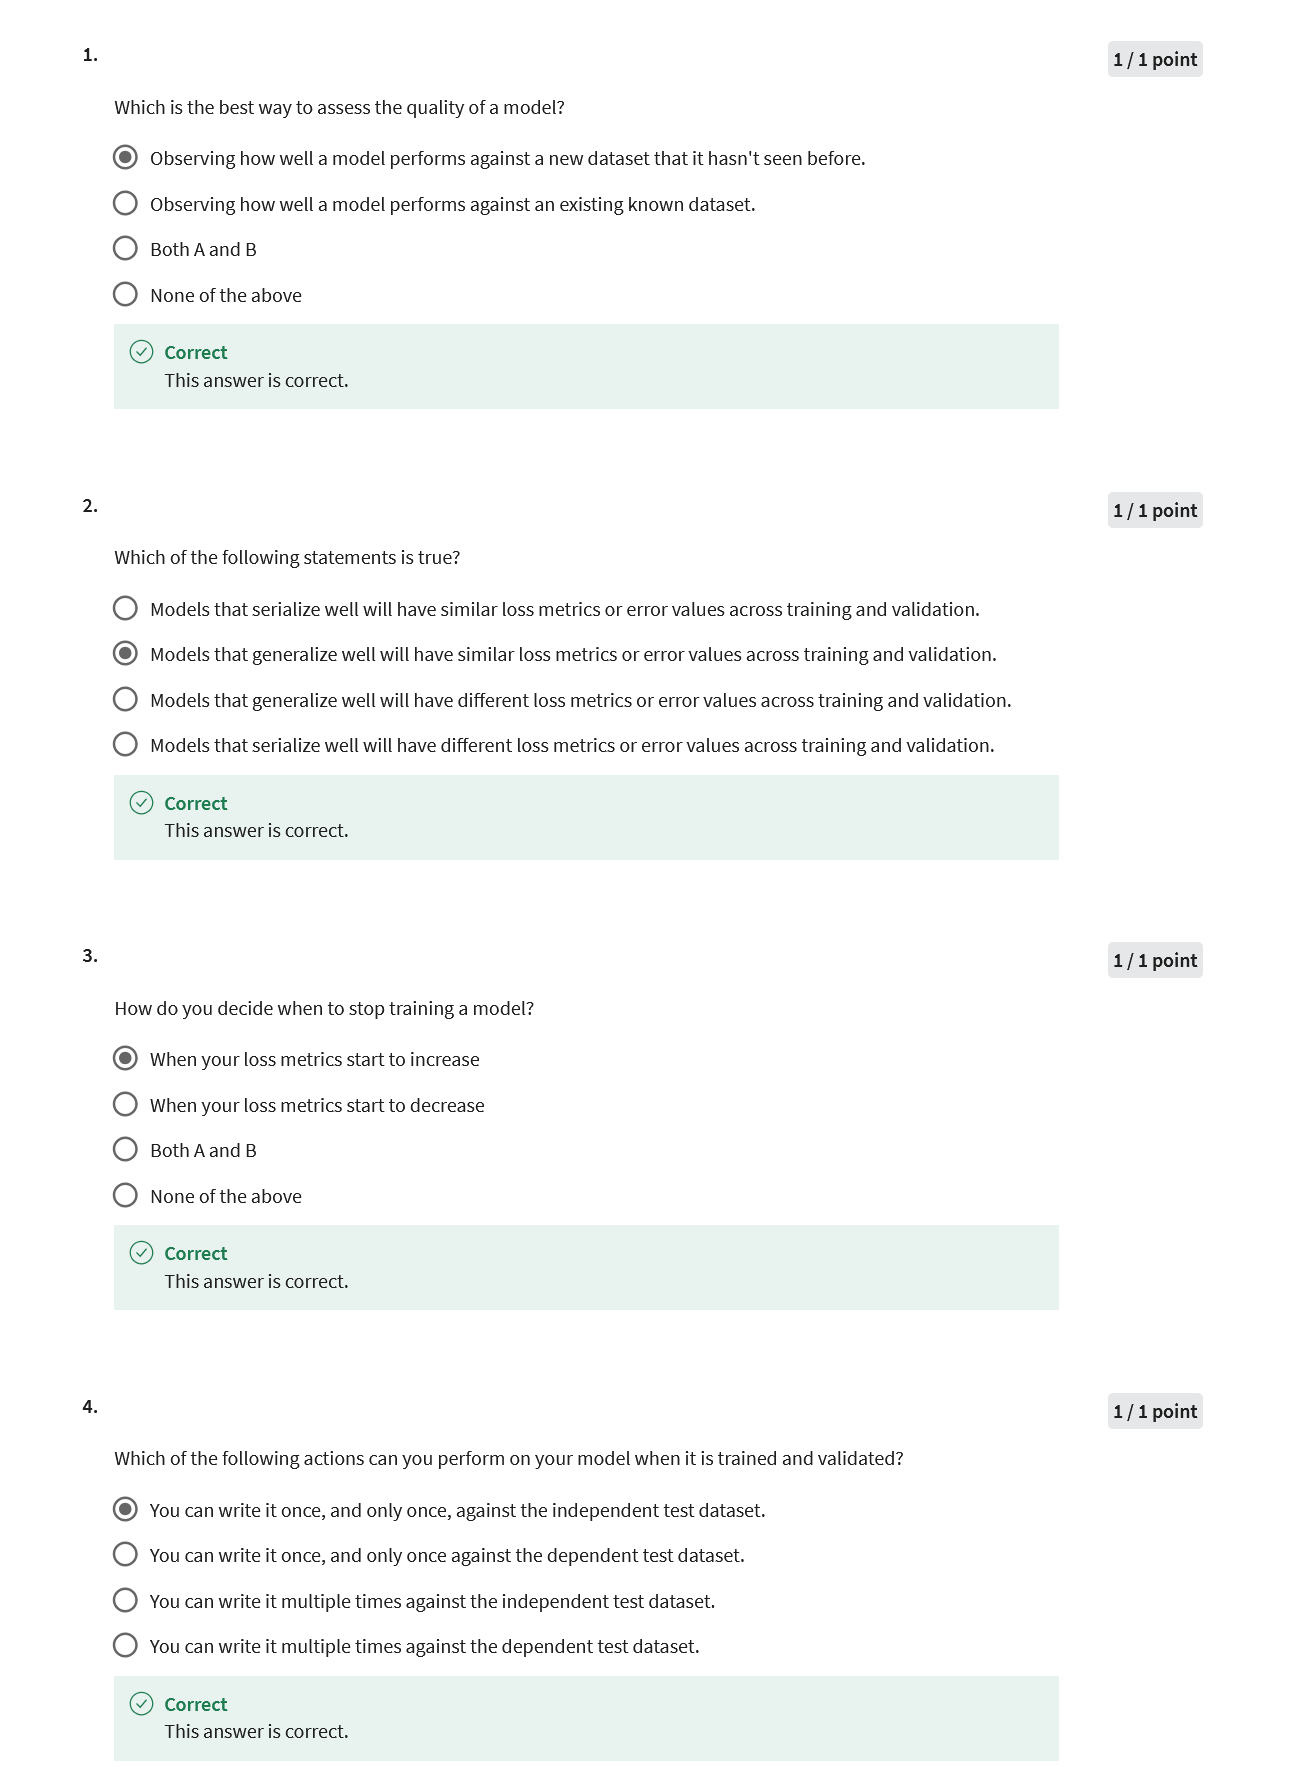 1.
1 / 1 point
Which is the best way to assess the quality of a model?
Observing how well a model performs against a new dataset that it hasn't seen before.
Observing how well a model performs against an existing known dataset.
Both A and B
None of the above
Correct
This answer is correct.
2.
1 / 1 point
Which of the following statements is true?
Models that serialize well will have similar loss metrics or error values across training and validation.
Models that generalize well will have similar loss metrics or error values across training and validation.
Models that generalize well will have different loss metrics or error values across training and validation.
Models that serialize well will have different loss metrics or error values across training and validation.
Correct
This answer is correct.
3.
1 / 1 point
How do you decide when to stop training a model?
When your loss metrics start to increase
When your loss metrics start to decrease
Both A and B
None of the above
Correct
This answer is correct.
4.
1 / 1 point
Which of the following actions can you perform on your model when it is trained and validated?
You can write it once, and only once, against the independent test dataset.
You can write it once, and only once against the dependent test dataset.
You can write it multiple times against the independent test dataset.
You can write it multiple times against the dependent test dataset.
Correct
This answer is correct.